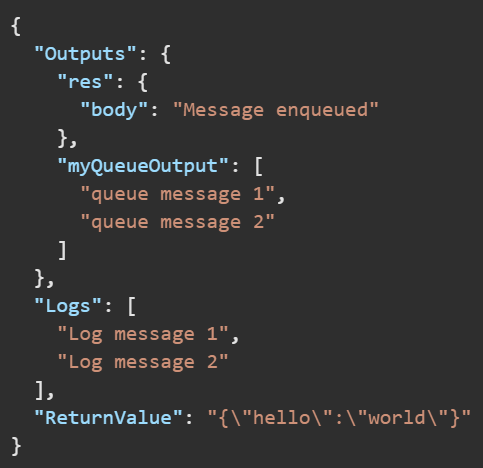 {
  "Outputs": {
    "res": {
      "body": "Message enqueued"
    },
    "myQueueOutput": [
      "queue message 1",
      "queue message 2"
    ]
  },
  "Logs": [
    "Log message 1",
    "Log message 2"
  ],
  "ReturnValue": "{\"hello\":\"world\"}"
}